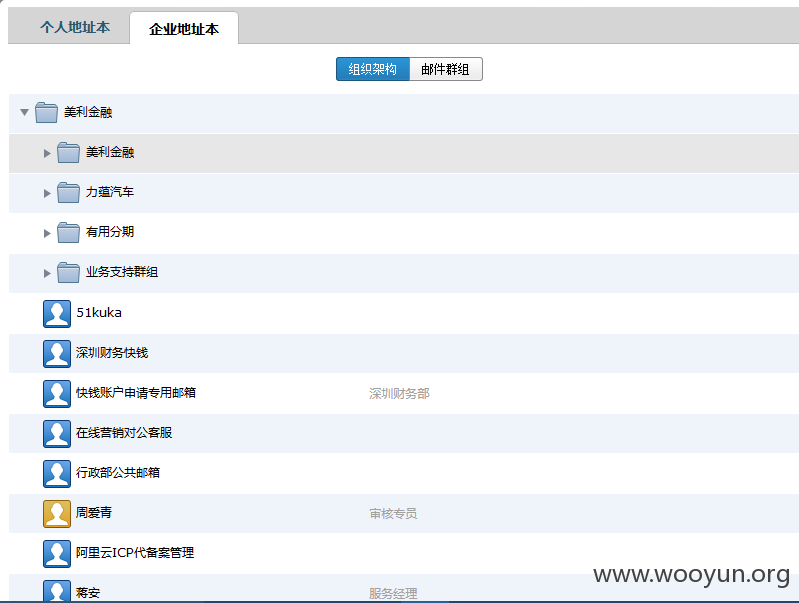 个人地址本 企业地址本
组织架构 邮件群组
美利金融
美利金融
力蕴汽车
有用分期
业务支持群组
51kuka
深圳财务快钱
快钱账户申请专用邮箱 深圳财务部
在线营销对公客服
行政部公共邮箱
周爱青 审核专员
阿里云ICP代备案管理
蒋安 服务经理
www.wooyun.org